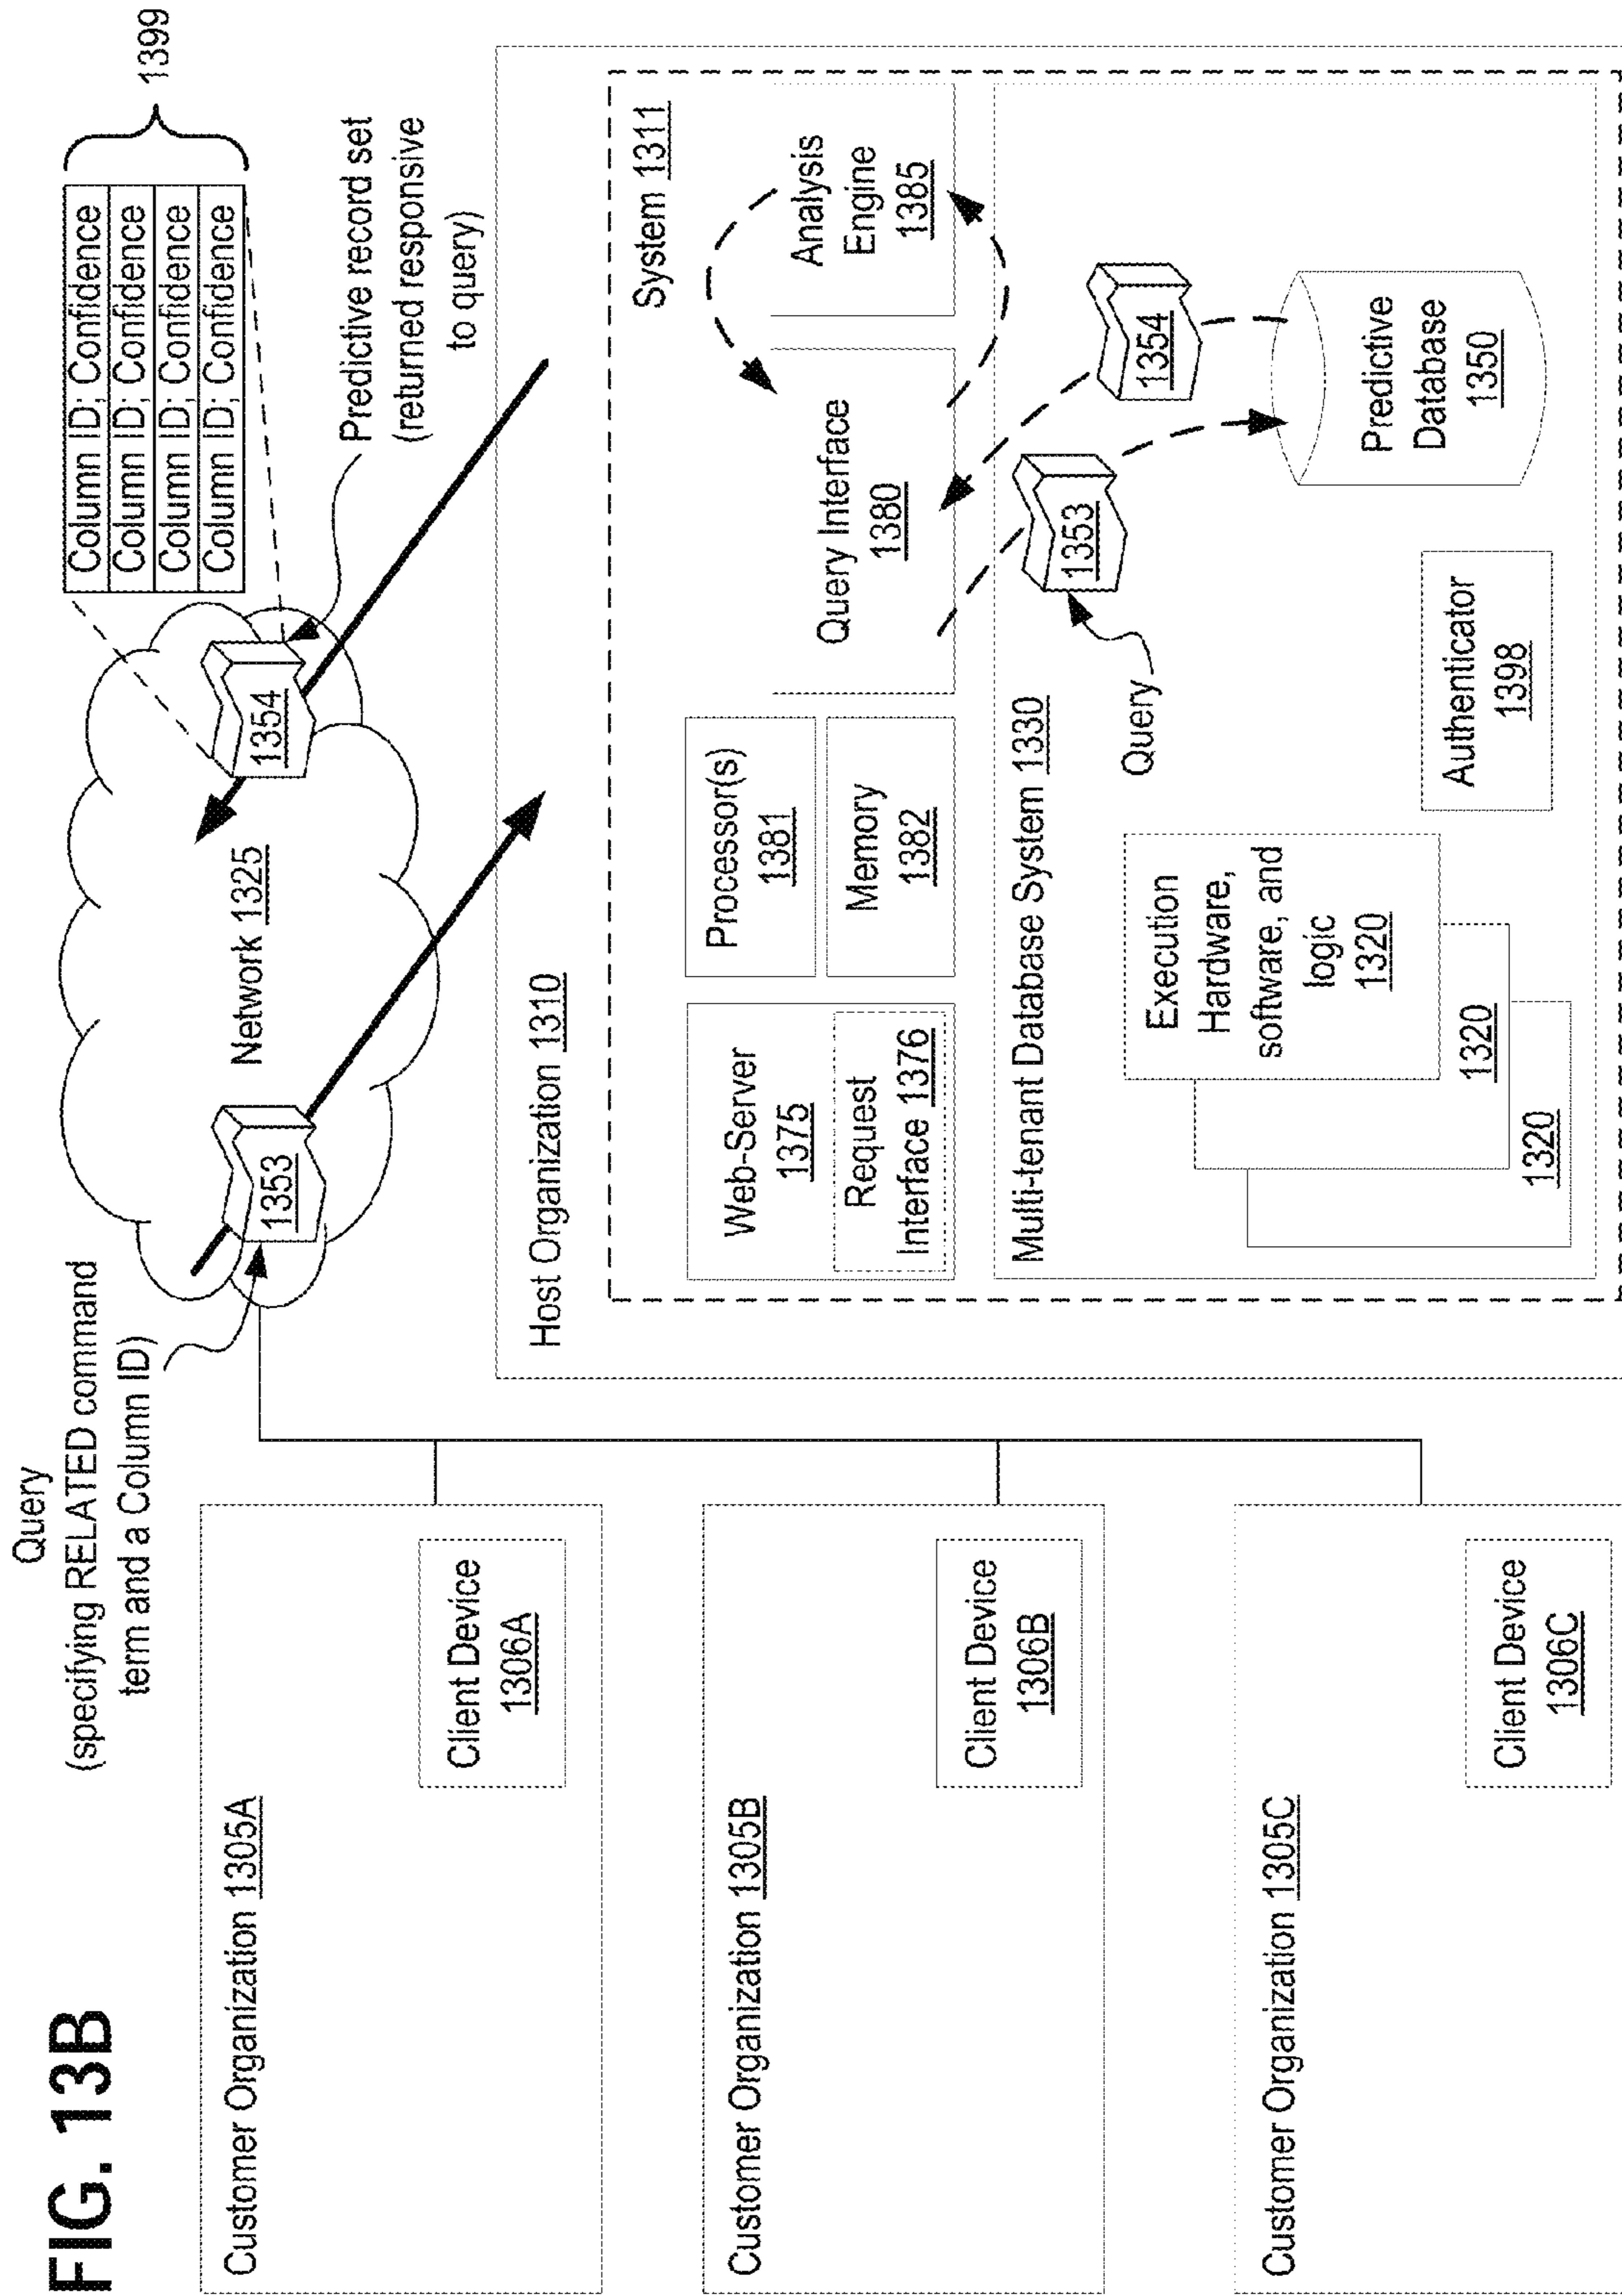 FIG. 13B
Query
(specifying RELATED command
term and a Column ID)
Customer Organization 1305A
Client Device
1306A
Customer Organization 1305B
Client Device
1306B
Customer Organization 1305C
Client Device
1306C
1353
Network 1325
1354
Column ID; Confidence
Column ID; Confidence
Column ID; Confidence
Column ID; Confidence
1399
Predictive record set
(returned responsive
to query)
Host Organization 1310
System 1311
Web-Server
1375
Request
Interface 1376
Processor(s)
1381
Memory
1382
Query Interface
1380
Analysis
Engine
1385
Multi-tenant Database System 1330
Query
1353
1354
Execution
Hardware,
software, and
logic
1320
1320
1320
Authenticator
1398
Predictive
Database
1350